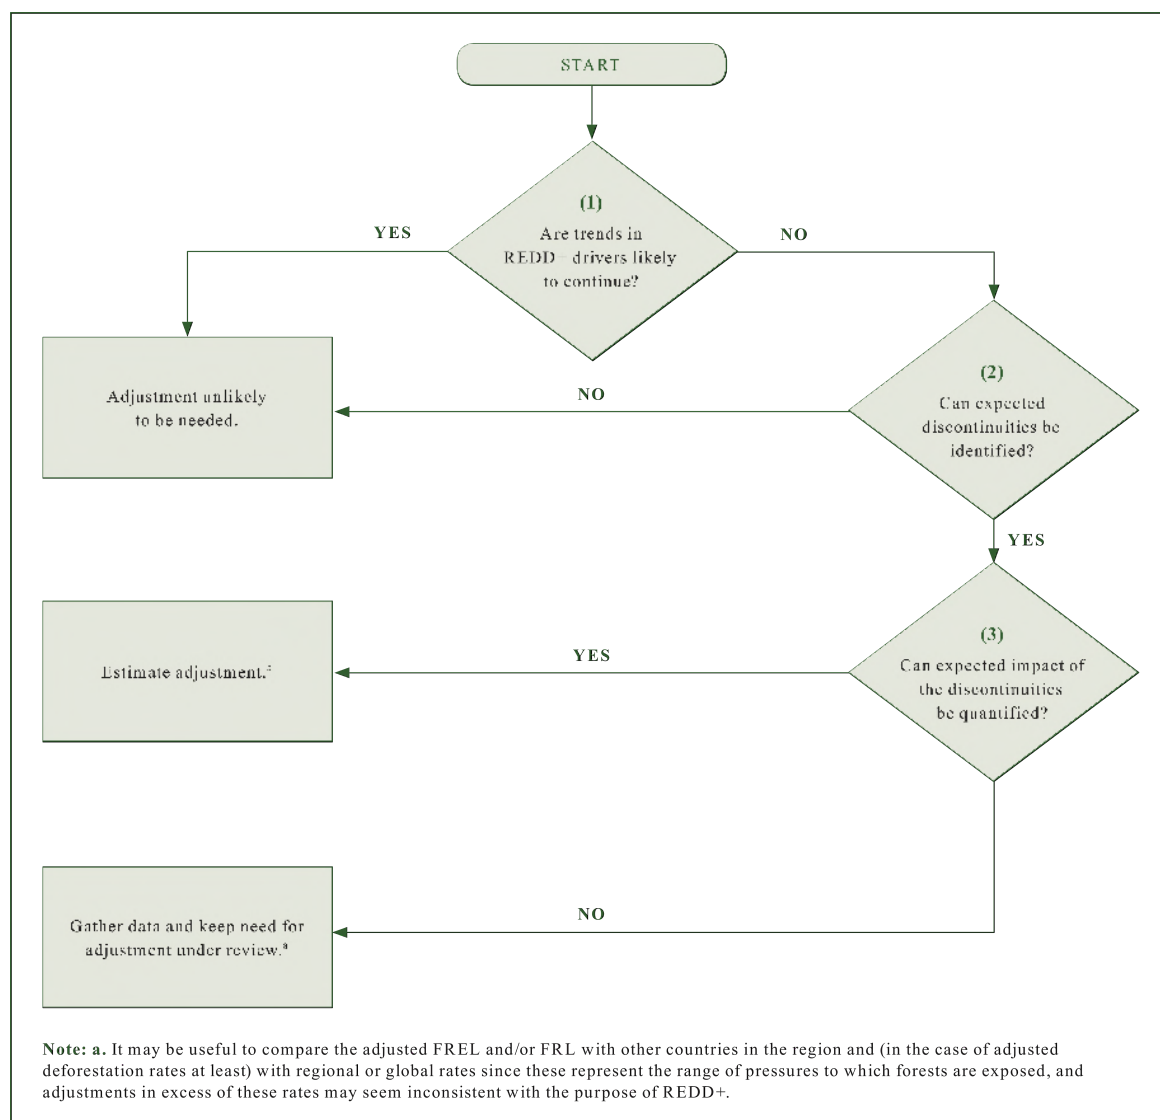 START
(1)
Are trends in
REDD+ drivers likely
to continue?
YES
NO
(2)
Can expected
discontinuities be
identified?
NO
Adjustment unlikely
to be needed.
YES
(3)
Can expected impact of
the discontinuities
be quantified?
YES
Estimate adjustment.ª
NO
Gather data and keep need for
adjustment under review.ª
Note: a. It may be useful to compare the adjusted FREL and/or FRL with other countries in the region and (in the case of adjusted
deforestation rates at least) with regional or global rates since these represent the range of pressures to which forests are exposed, and
adjustments in excess of these rates may seem inconsistent with the purpose of REDD+.